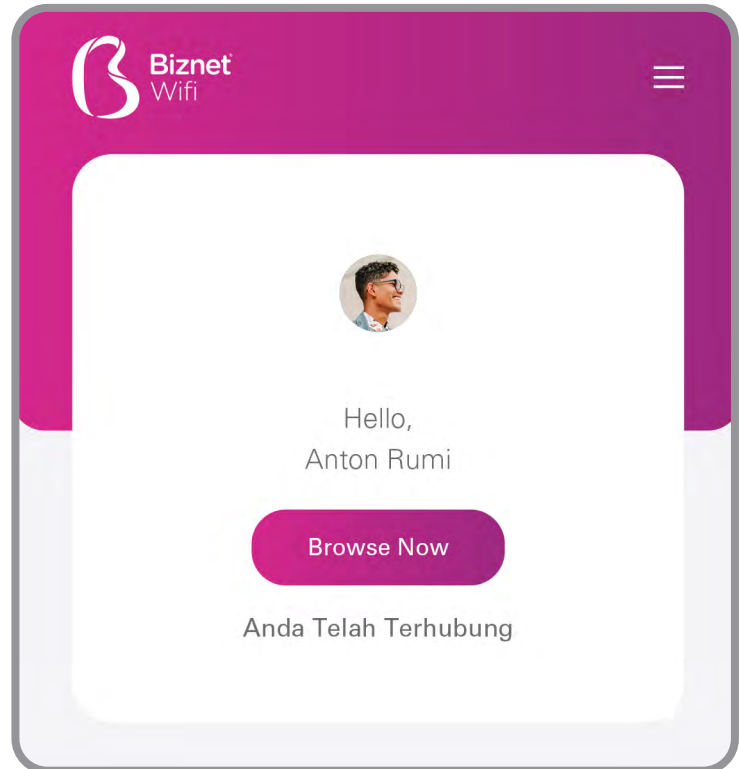 Biznet
Wifi
Hello,
Anton Rumi
Browse Now
Anda Telah Terhubung